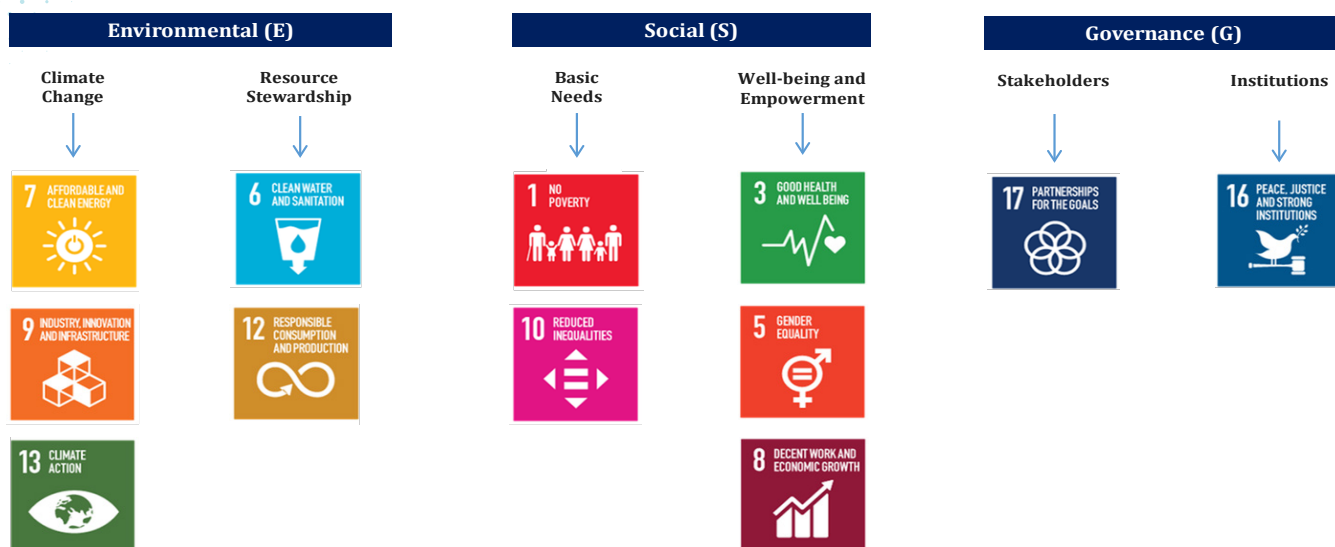 Environmental (E)
Social (S)
Governance (G)
Climate
Change
Resource
Stewardship
Basic
Needs
Well-being and
Empowerment
Stakeholders
Institutions
7 AFFORDABLE AND
CLEAN ENERGY
6 CLEAN WATER
AND SANITATION
1 NO
POVERTY
3 GOOD HEALTH
AND WELL BEING
17 PARTNERSHIPS
FOR THE GOALS
16 PEACE, JUSTICE
AND STRONG
INSTITUTIONS
9 INDUSTRY, INNOVATION
AND INFRASTRUCTURE
12 RESPONSIBLE
CONSUMPTION
AND PRODUCTION
10 REDUCED
INEQUALITIES
5 GENDER
EQUALITY
13 CLIMATE
ACTION
8 DECENT WORK AND
ECONOMIC GROWTH